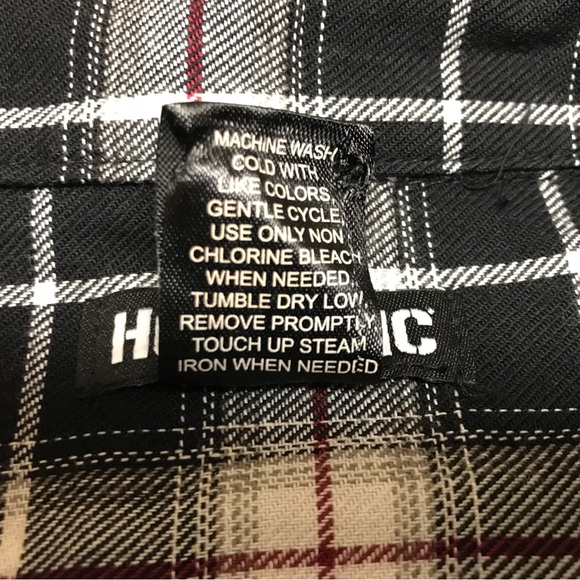 MACHINE WASH
COLD WITH
LIKE COLORS,
GENTLE CYCLE,
USE ONLY NON
CHLORINE BLEACH
WHEN NEEDED
TUMBLE DRY LOW
REMOVE PROMPTLY
TOUCH UP STEAM
IRON WHEN NEEDED